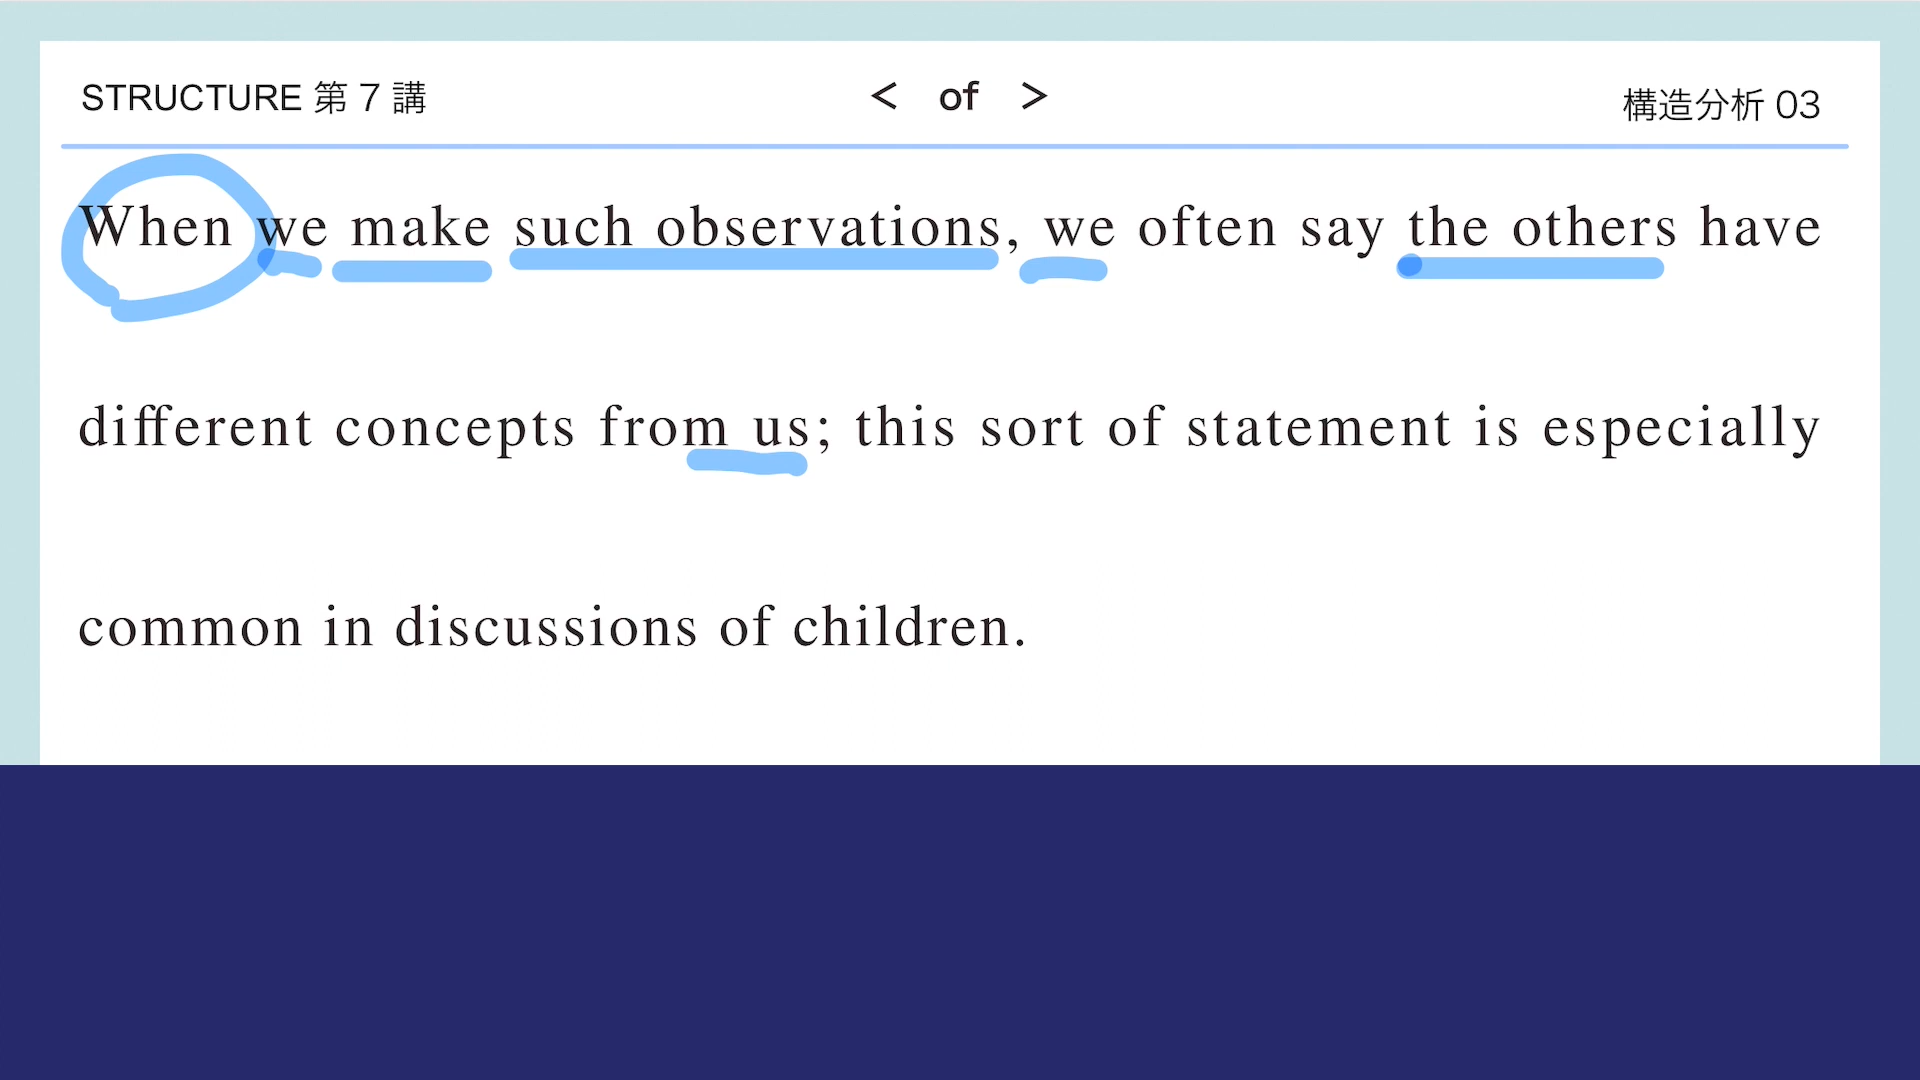 STRUCTURE 第 7 講
< of >
構造分析 03
When we make such observations, we often say the others have
different concepts from us; this sort of statement is especially
common in discussions of children.